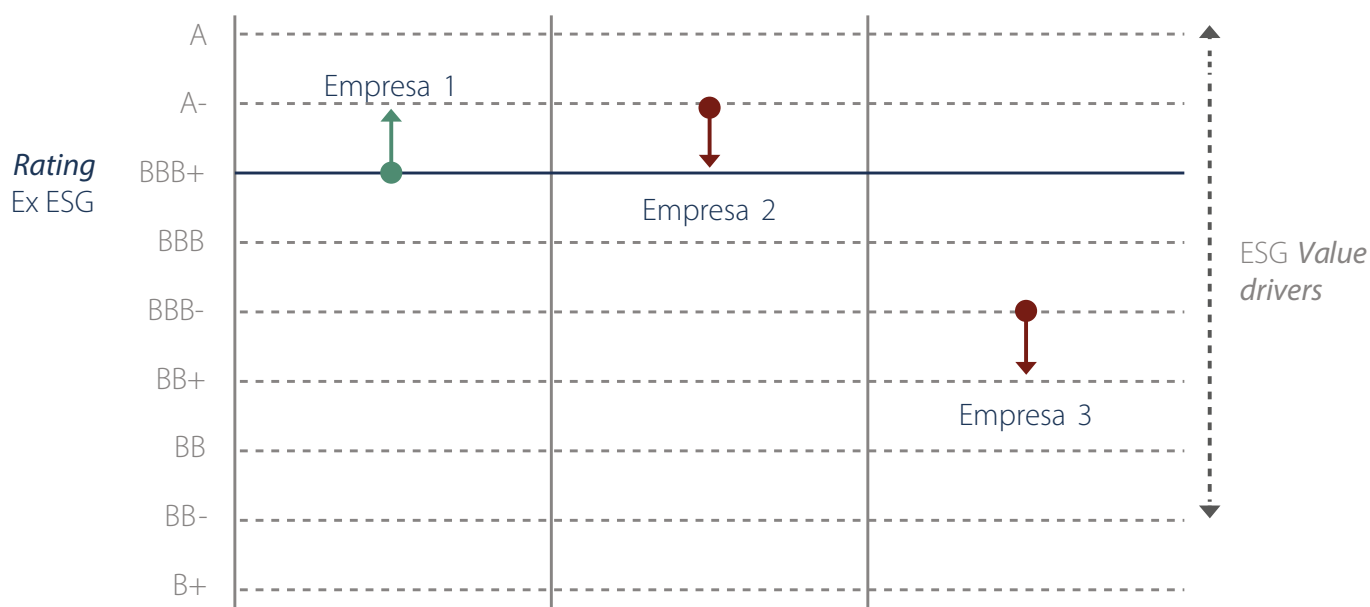 A
Empresa 1
A-
Rating
Ex ESG
BBB+
Empresa 2
BBB
ESG Value
drivers
BBB-
BB+
Empresa 3
BB
BB-
B+